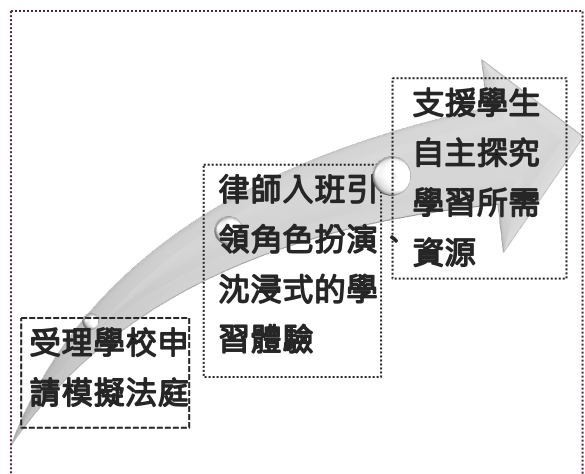 受理學校申
請模擬法庭
律師入班引
領角色扮演、
沈浸式的學
習體驗
支援學生
自主探究
學習所需
資源